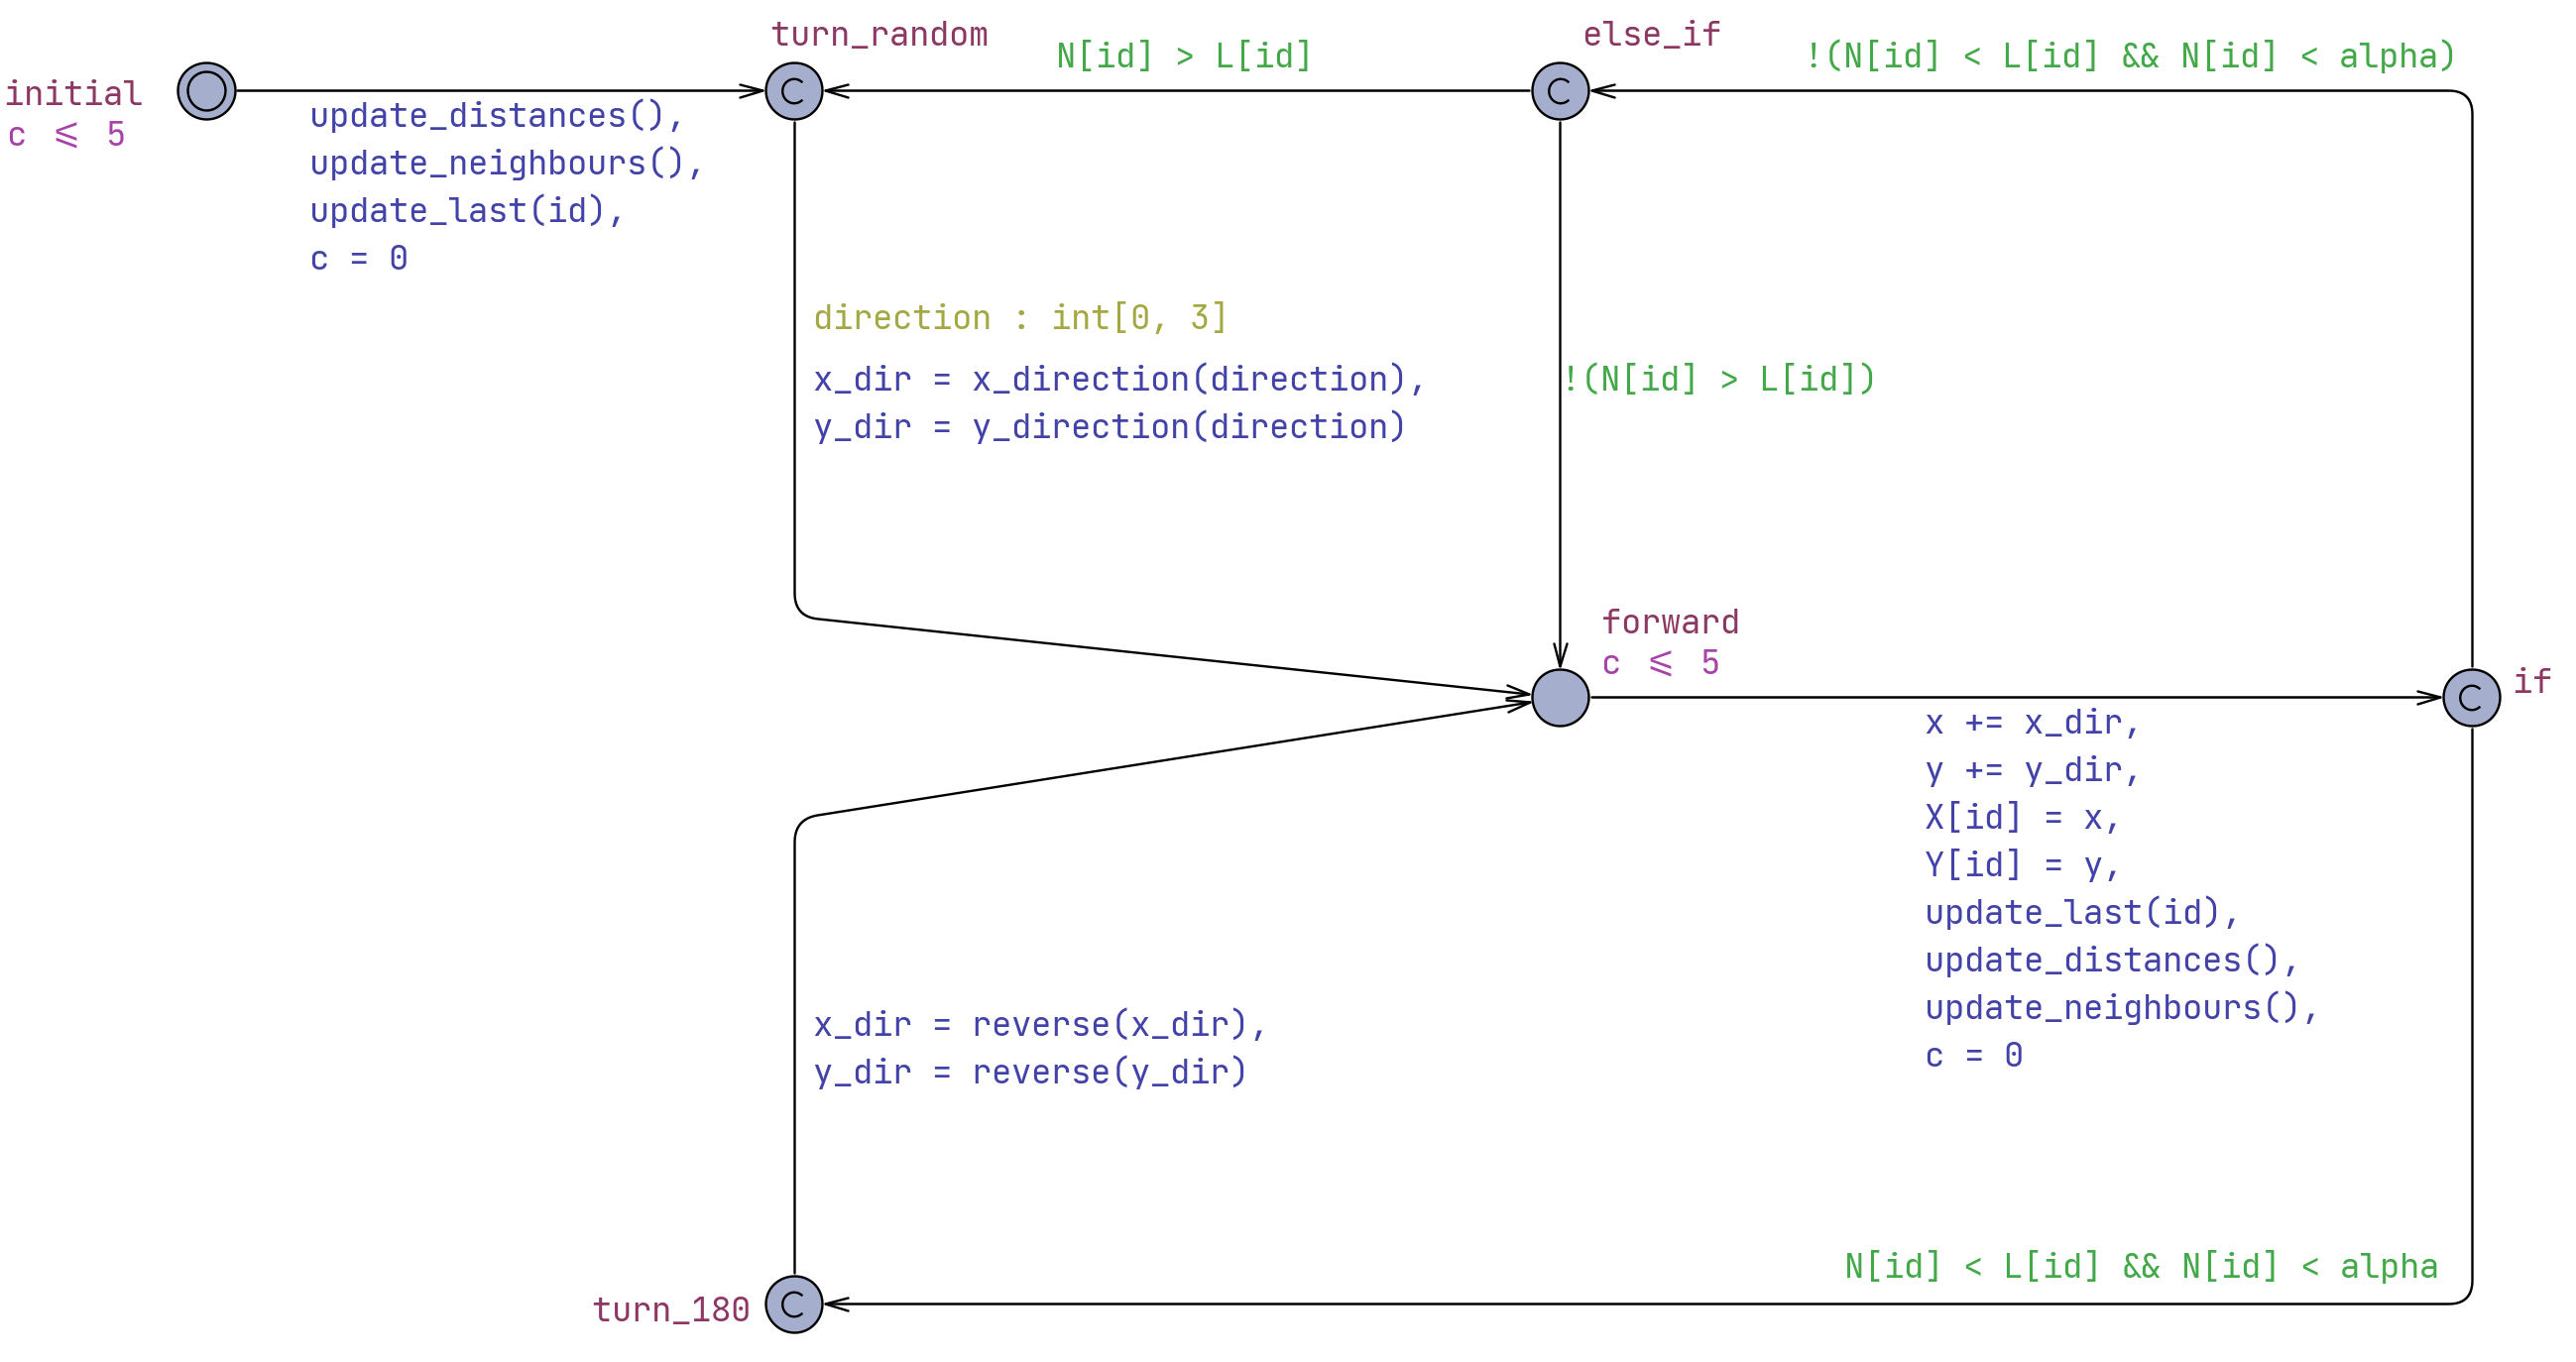 turn_random
else_if
N[id] > L[id]
!(N[id] < L[id] && N[id] < alpha)
initial
c <= 5
C
C
update_distances(),
update_neighbours(),
update_last(id),
c = 0
direction : int[0, 3]
x_dir = x_direction(direction),
y_dir = y_direction(direction)
!(N[id] > L[id])
forward
c <= 5
C
if
x += x_dir,
y += y_dir,
X[id] = x,
Y[id] = y,
update_last(id),
update_distances(),
update_neighbours(),
c = 0
x_dir = reverse(x_dir),
y_dir = reverse(y_dir)
N[id] < L[id] && N[id] < alpha
turn_180
C